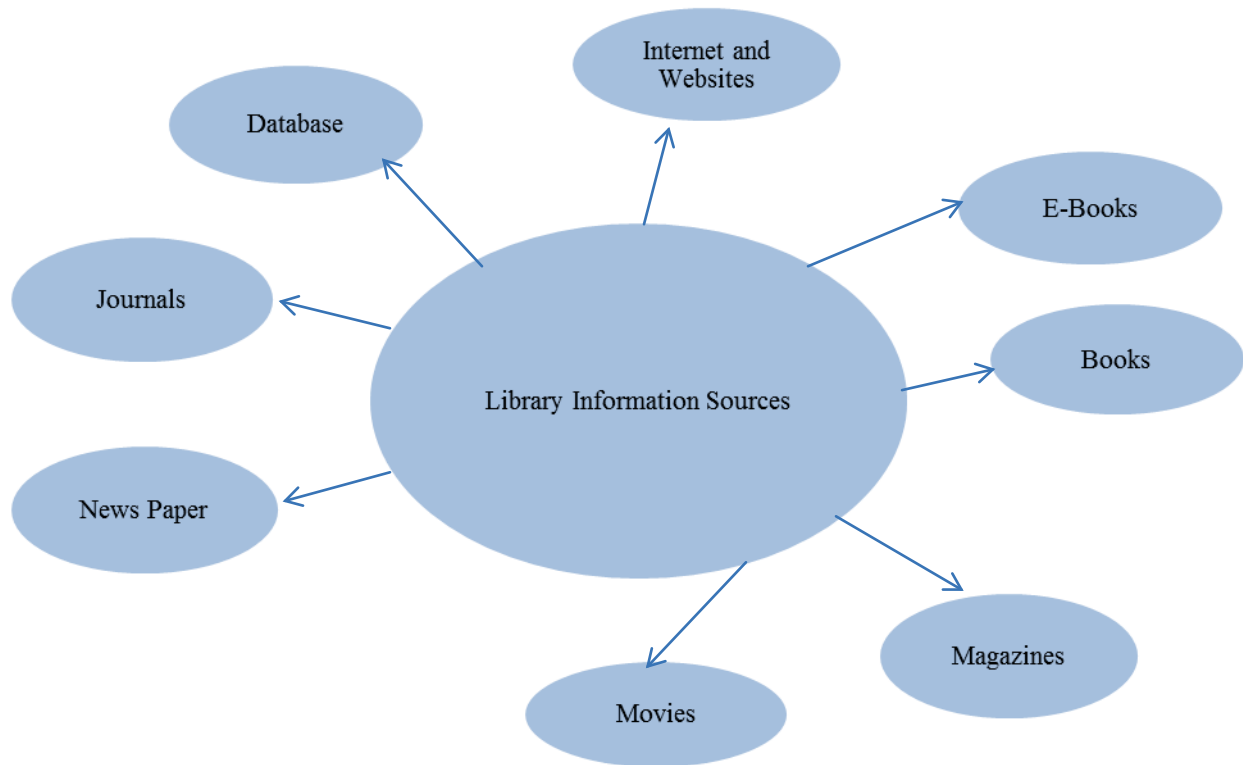 Internet and
Websites
Database
E-Books
Journals
Books
Library Information Sources
News Paper
Magazines
Movies